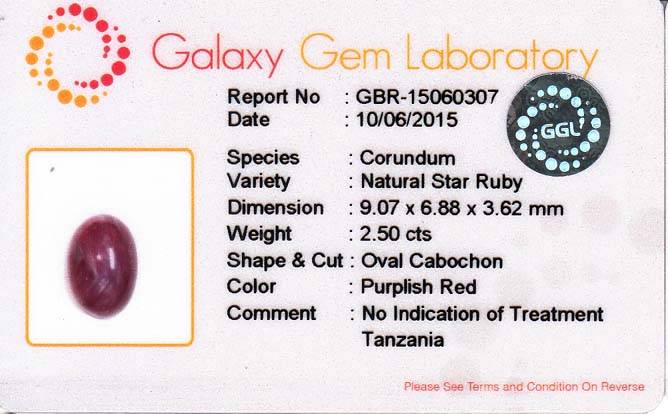 Galaxy Gem Laboratory
Report No : GBR-15060307
Date : 10/06/2015
GGL
Species : Corundum
Variety : Natural Star Ruby
Dimension : 9.07 x 6.88 x 3.62 mm
Weight : 2.50 cts
Shape & Cut : Oval Cabochon
Color : Purplish Red
Comment : No Indication of Treatment
Tanzania
Please See Terms and Condition On Reverse